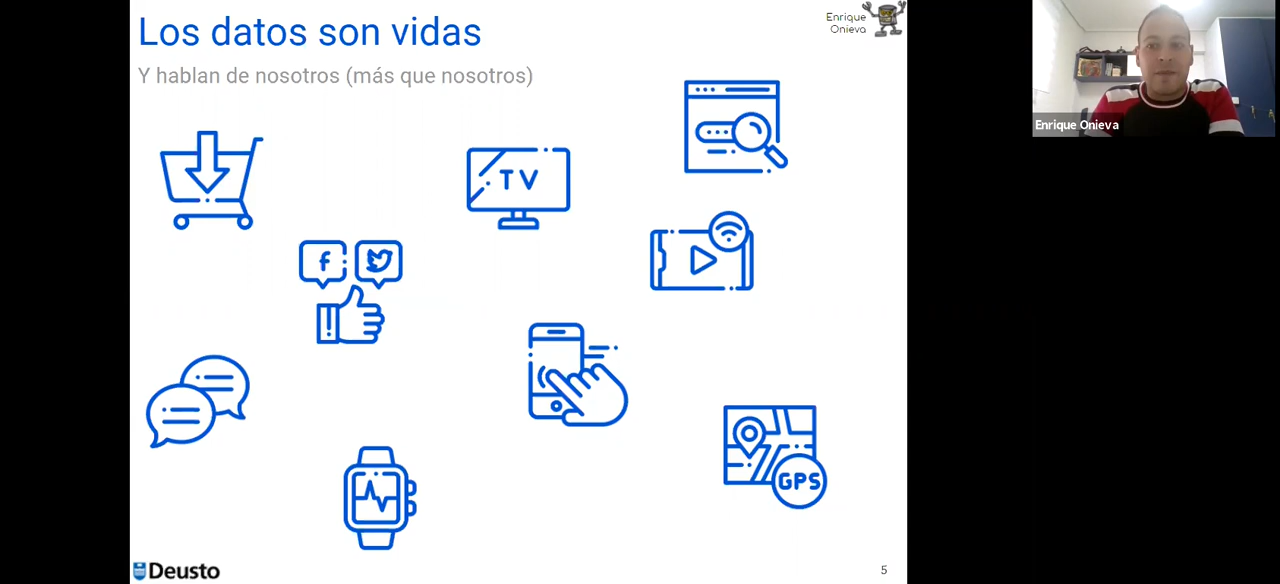 Los datos son vidas
Y hablan de nosotros (más que nosotros)
Enrique
Onieva
Enrique Onieva
TV
f
GPS
Deusto
5